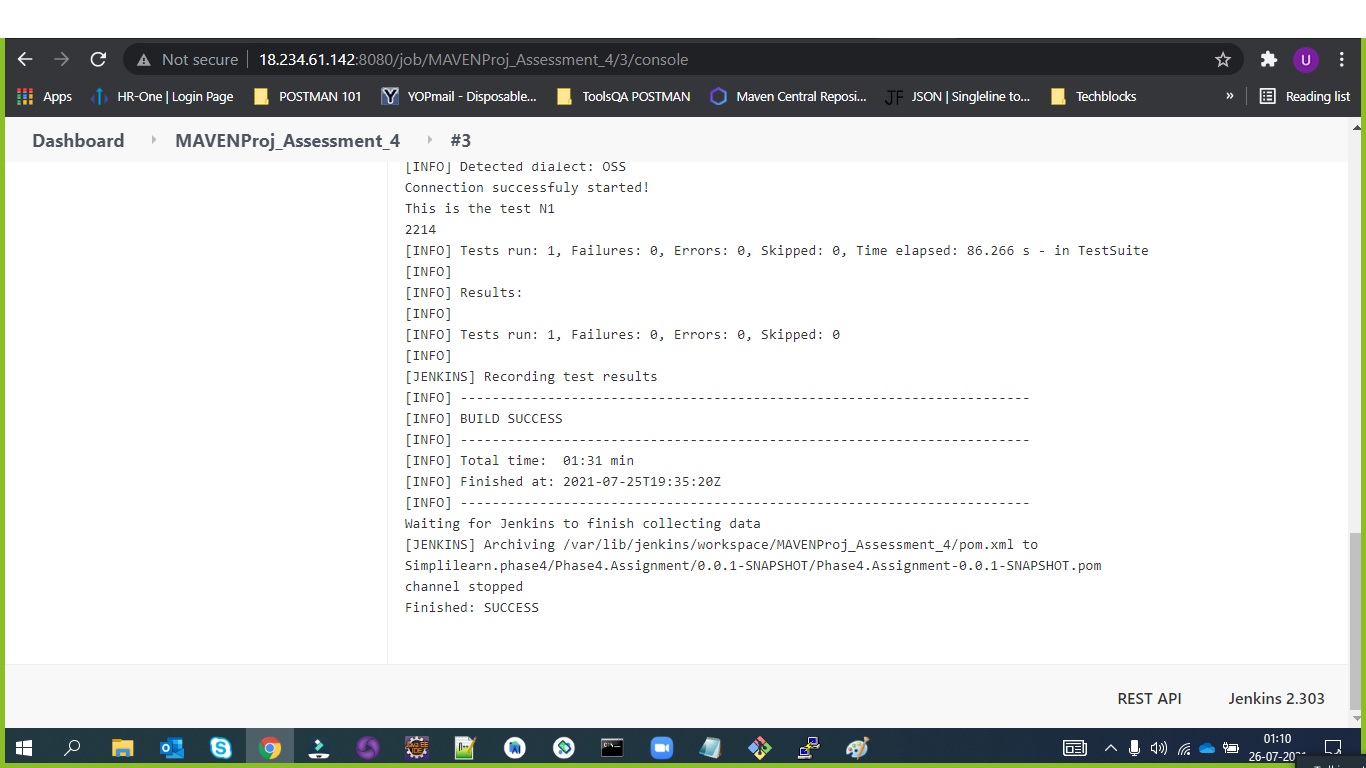 Not secure 18.234.61.142:8080/job/MAVENProj_Assessment_4/3/console U
Apps HR-One | Login Page POSTMAN 101 YOPmail - Disposable... ToolsQA POSTMAN Maven Central Reposi... JF JSON | Singleline to... Techblocks » Reading list
Dashboard MAVENProj_Assessment_4 #3
[INFO] Detected dialect: OSS
Connection successfuly started!
This is the test N1
2214
[INFO] Tests run: 1, Failures: 0, Errors: 0, Skipped: 0, Time elapsed: 86.266 s - in TestSuite
[INFO]
[INFO] Results:
[INFO]
[INFO] Tests run: 1, Failures: 0, Errors: 0, Skipped: 0
[INFO]
[JENKINS] Recording test results
[INFO] ------------------------------------------------------------------------
[INFO] BUILD SUCCESS
[INFO] ------------------------------------------------------------------------
[INFO] Total time:  01:31 min
[INFO] Finished at: 2021-07-25T19:35:20Z
[INFO] ------------------------------------------------------------------------
Waiting for Jenkins to finish collecting data
[JENKINS] Archiving /var/lib/jenkins/workspace/MAVENProj_Assessment_4/pom.xml to
Simplilearn.phase4/Phase4.Assignment/0.0.1-SNAPSHOT/Phase4.Assignment-0.0.1-SNAPSHOT.pom
channel stopped
Finished: SUCCESS
REST API Jenkins 2.303
01:10